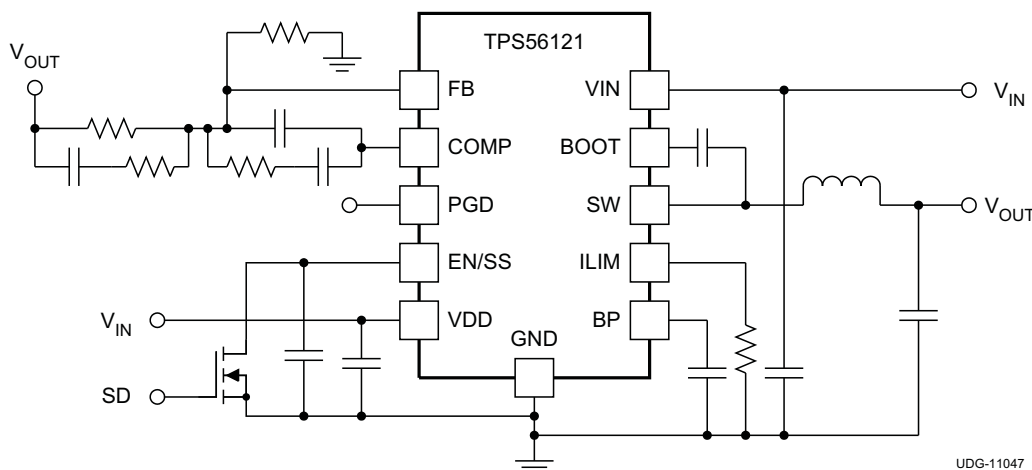 TPS56121
VOUT
FB
VIN
VIN
COMP
BOOT
PGD
SW
VOUT
EN/SS
ILIM
VIN
VDD
BP
GND
SD
UDG-11047